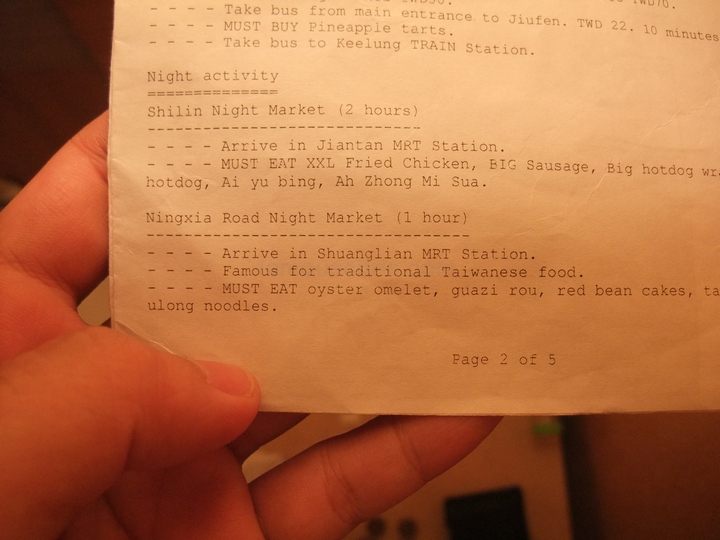 TWD70.
- - - - Take bus from main entrance to Jiufen. TWD 22. 10 minutes
- - - - MUST BUY Pineapple tarts.
- - - - Take bus to Keelung TRAIN Station.
Night activity
==============
Shilin Night Market (2 hours)
-----------------------------
- - - - Arrive in Jiantan MRT Station.
- - - - MUST EAT XXL Fried Chicken, BIG Sausage, Big hotdog wra
hotdog, Ai yu bing, Ah Zhong Mi Sua.
Ningxia Road Night Market (1 hour)
----------------------------------
- - - - Arrive in Shuanglian MRT Station.
- - - - Famous for traditional Taiwanese food.
- - - - MUST EAT oyster omelet, guazi rou, red bean cakes, ta
ulong noodles.
Page 2 of 5